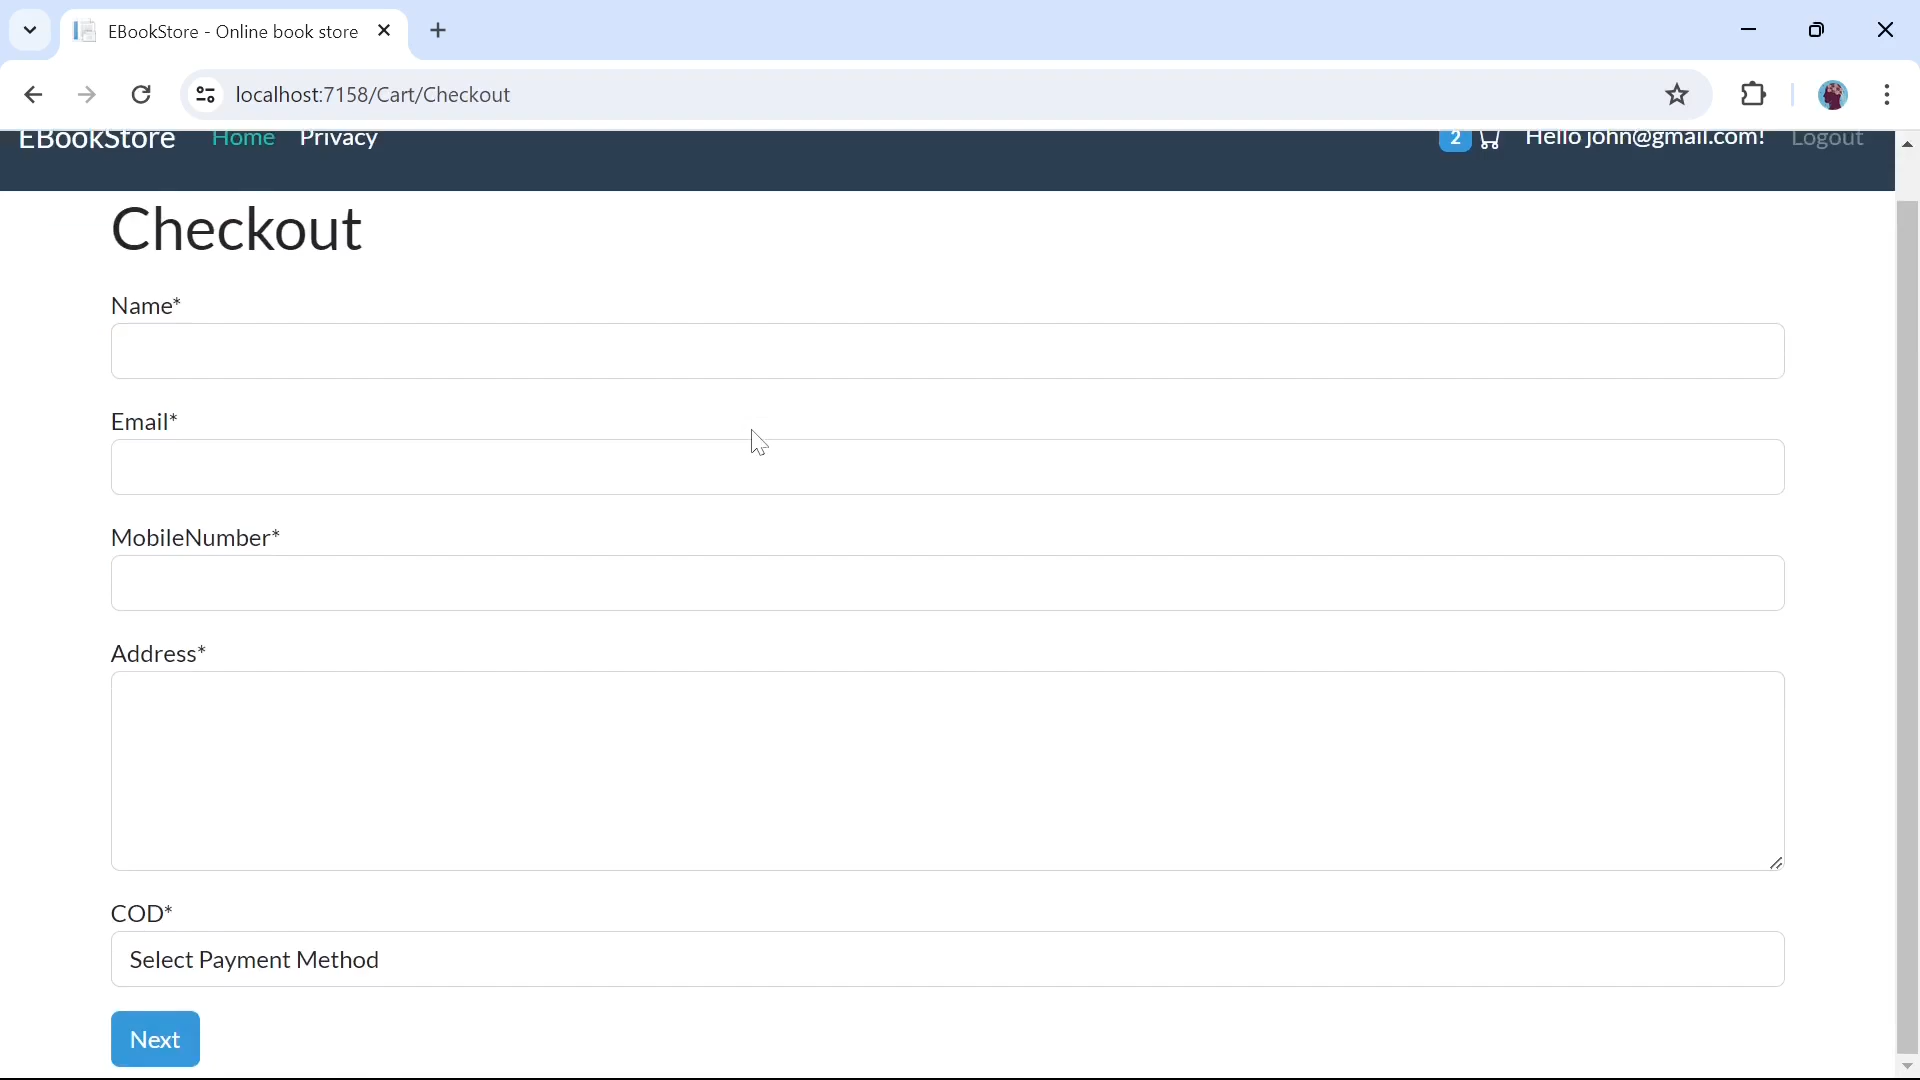 EBookStore - Online book store
localhost:7158/Cart/Checkout
EBookStore Home Privacy 2 Hello john@gmail.com! Logout
Checkout
Name*
Email*
MobileNumber*
Address*
COD*
Select Payment Method
Next